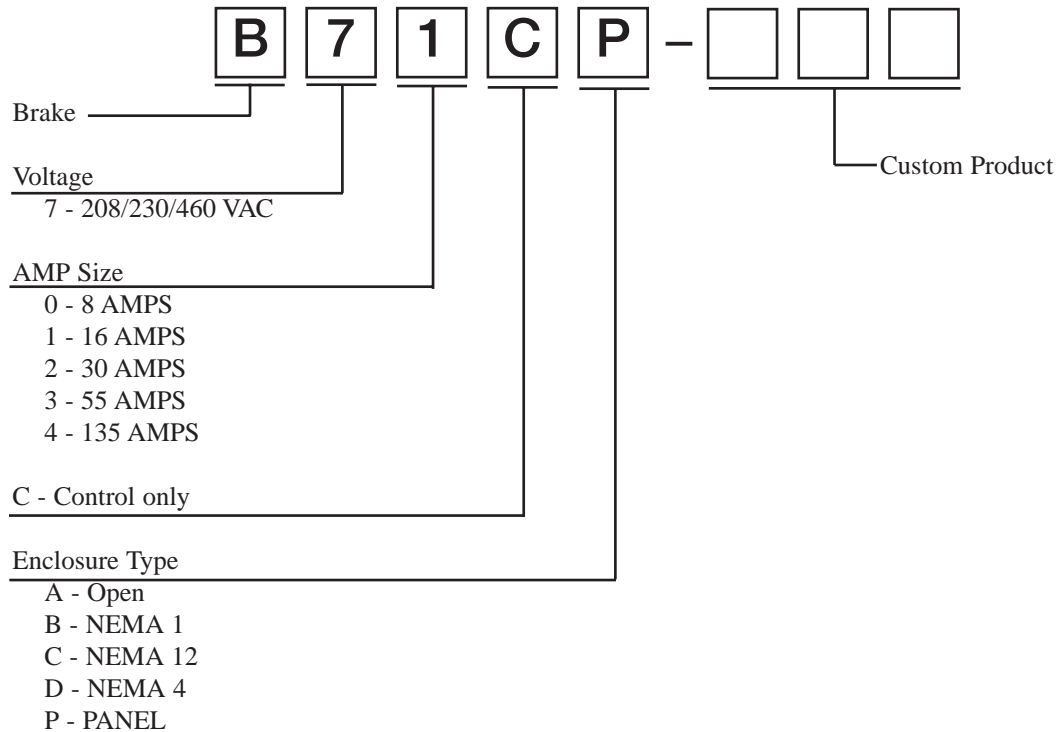 B 7 1 C P –
Brake
Custom Product
Voltage
7 - 208/230/460 VAC
AMP Size
0 - 8 AMPS
1 - 16 AMPS
2 - 30 AMPS
3 - 55 AMPS
4 - 135 AMPS
C - Control only
Enclosure Type
A - Open
B - NEMA 1
C - NEMA 12
D - NEMA 4
P - PANEL